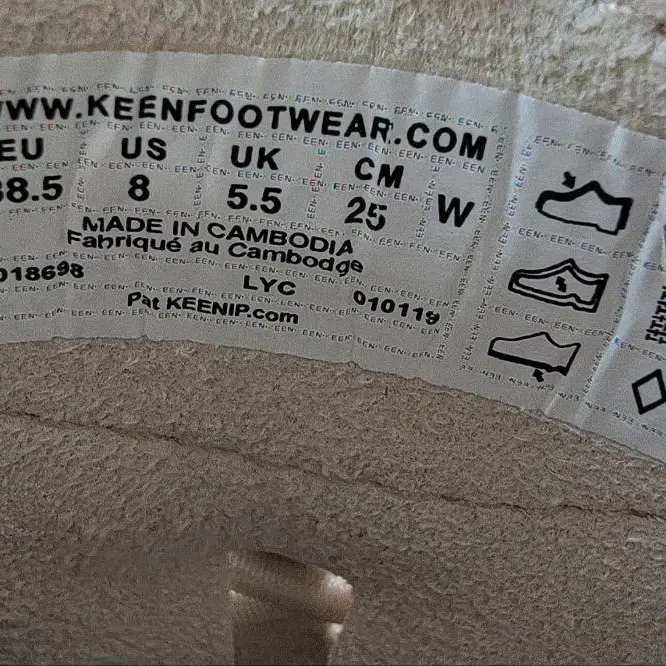 WWW.KEENFOOTWEAR.COM
EU US UK CM
38.5 8 5.5 25 W
MADE IN CAMBODIA
Fabriqué au Cambodge
018698 LYC 010119
Pat KEENIP.com